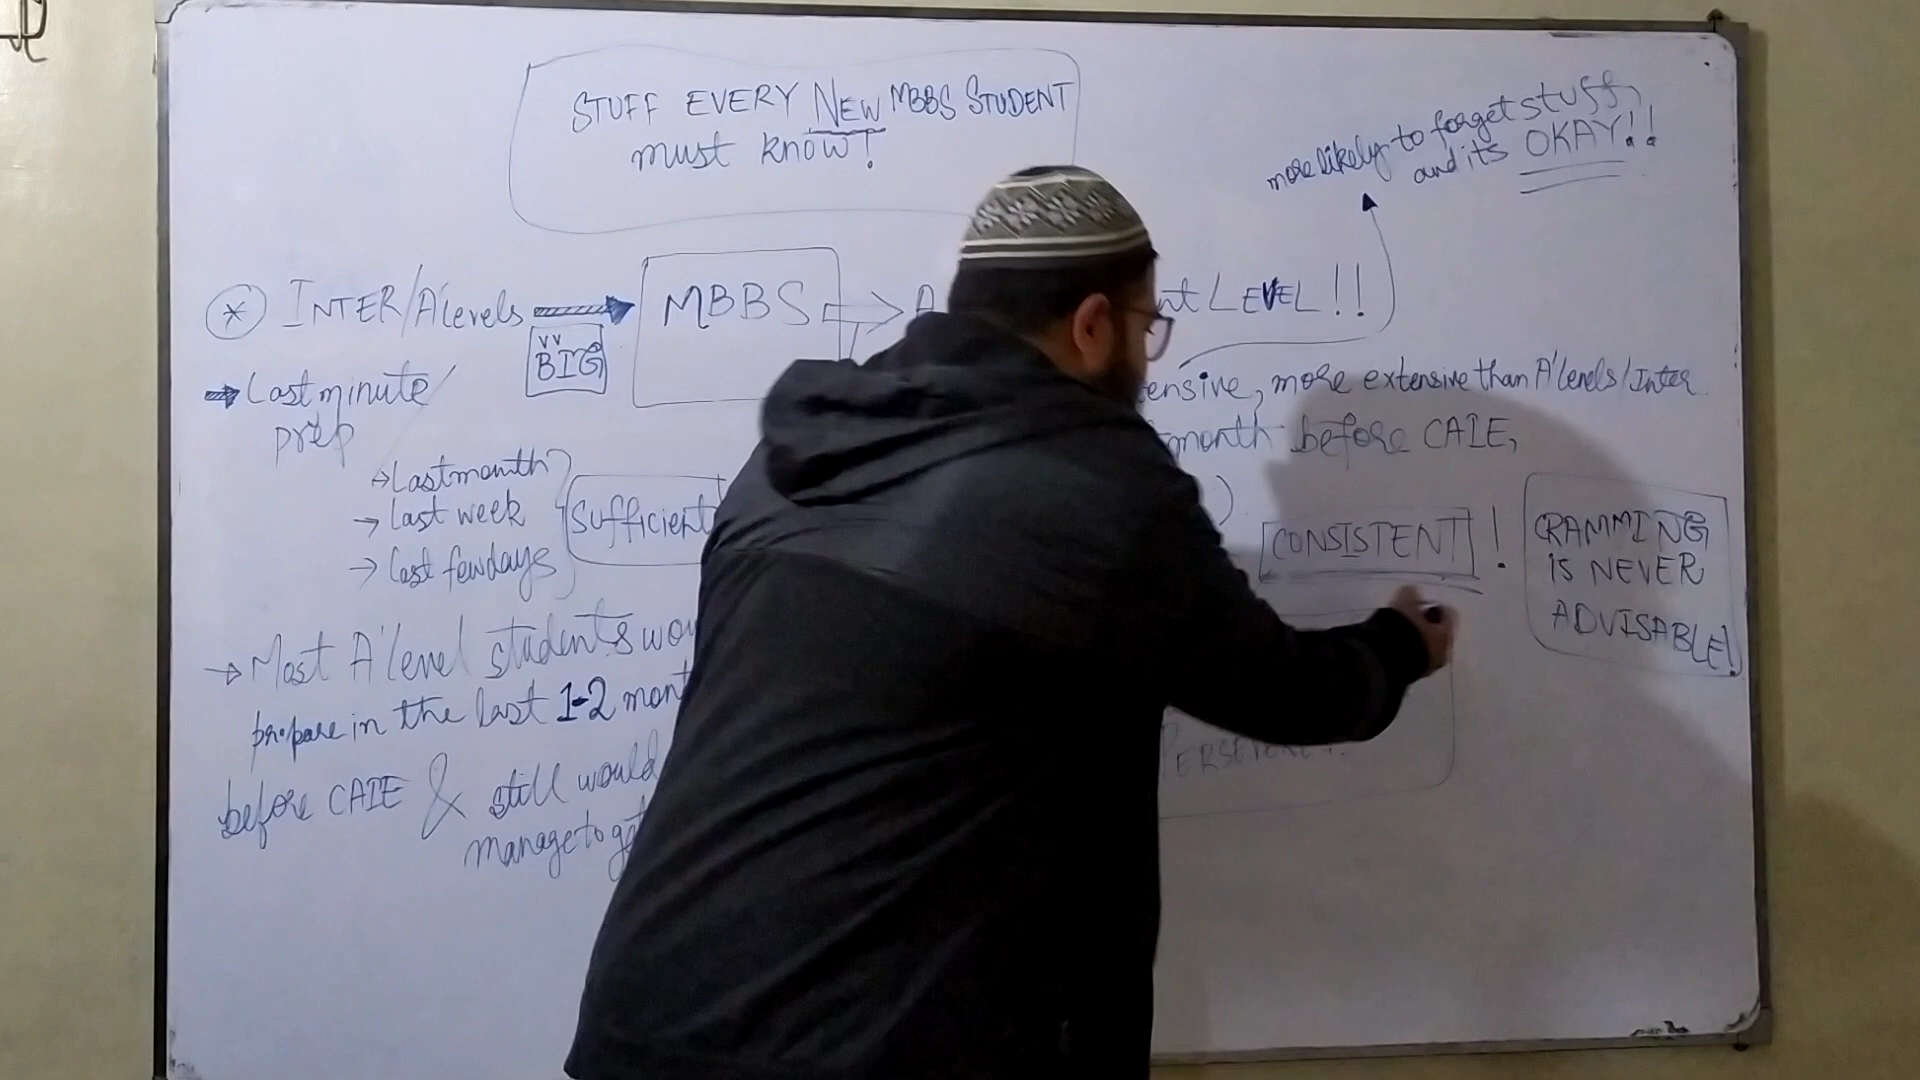 STUFF EVERY NEW MBBS STUDENT
must know!
more likely to forget stuff,
and its OKAY!!
* INTER/A'levels
VV
BIG
MBBS
LEVEL!!
→ Last minute
prep
more extensive than A'levels/Inter
month before CAIE,
→ Last month
→ last week
→ last few days
Sufficient
CONSISTENT!
CRAMMING
IS NEVER
ADVISABLE!
→ Most A'level students
prepare in the last 1-2
before CAIE & still would
manage to